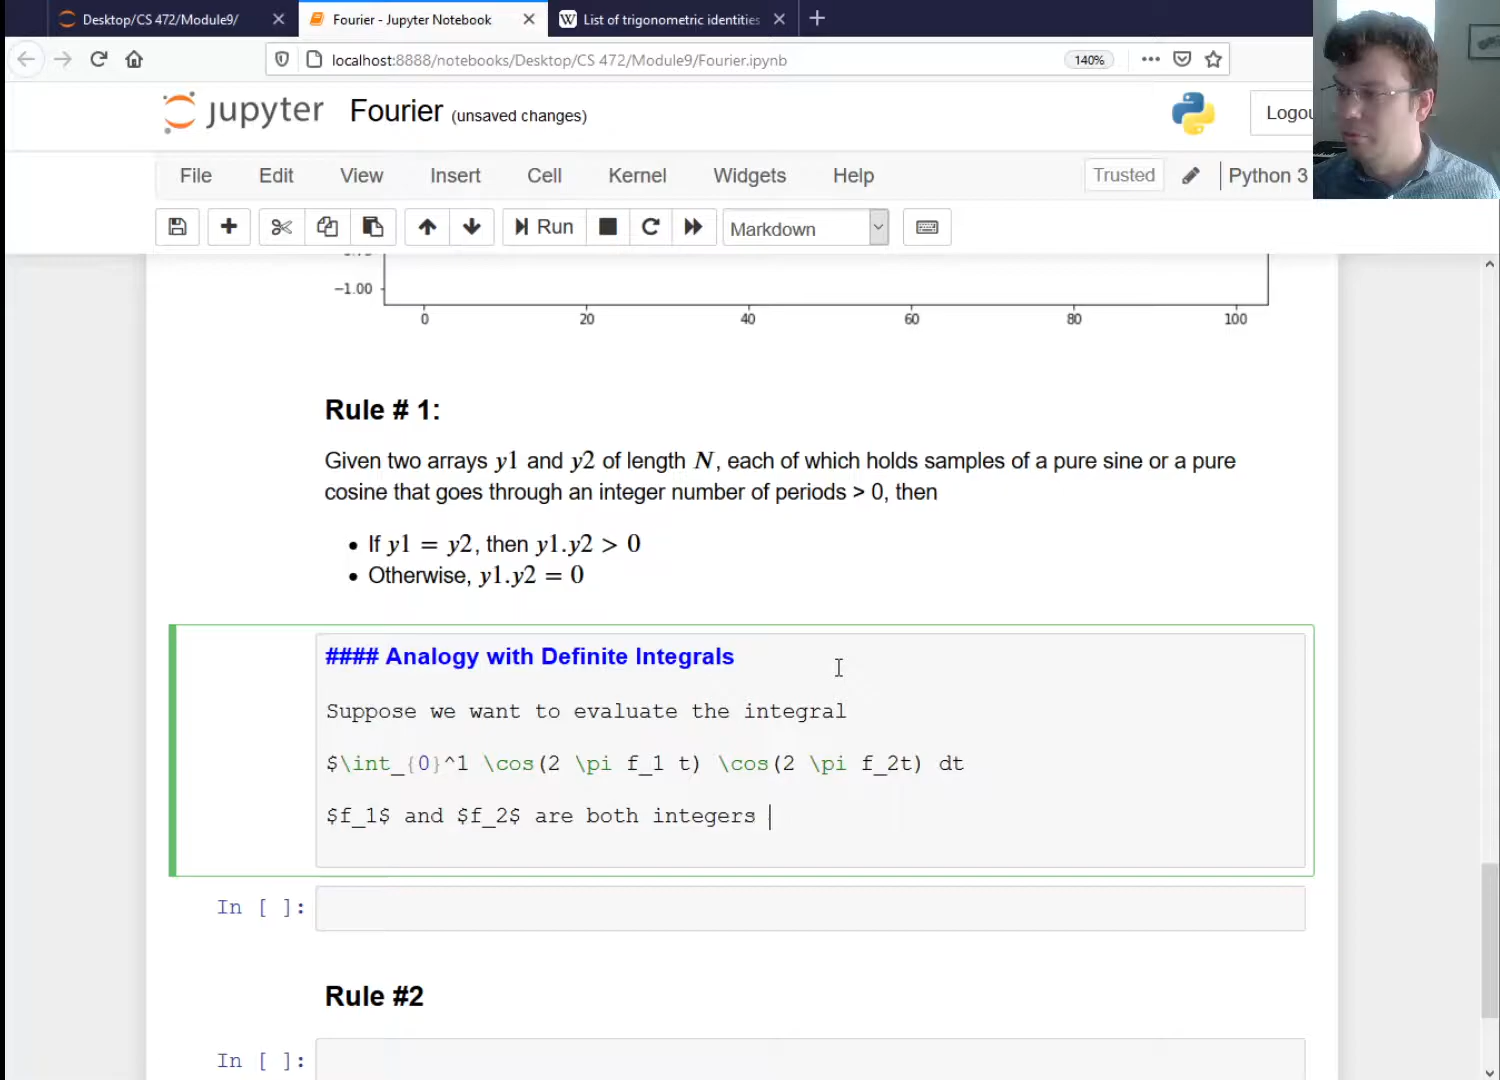 Desktop/CS 472/Module9/
Fourier - Jupyter Notebook
W List of trigonometric identities
localhost:8888/notebooks/Desktop/CS 472/Module9/Fourier.ipynb
140%
jupyter Fourier (unsaved changes)
Logou
File Edit View Insert Cell Kernel Widgets Help
Trusted
Python 3
Run
Markdown
−1.00
0 20 40 60 80 100
Rule # 1:
Given two arrays y1 and y2 of length N, each of which holds samples of a pure sine or a pure
cosine that goes through an integer number of periods > 0, then
• If y1 = y2, then y1.y2 > 0
• Otherwise, y1.y2 = 0
#### Analogy with Definite Integrals
Suppose we want to evaluate the integral
$\int_{0}^1 \cos(2 \pi f_1 t) \cos(2 \pi f_2t) dt
$f_1$ and $f_2$ are both integers
In [ ]:
Rule #2
In [ ]: